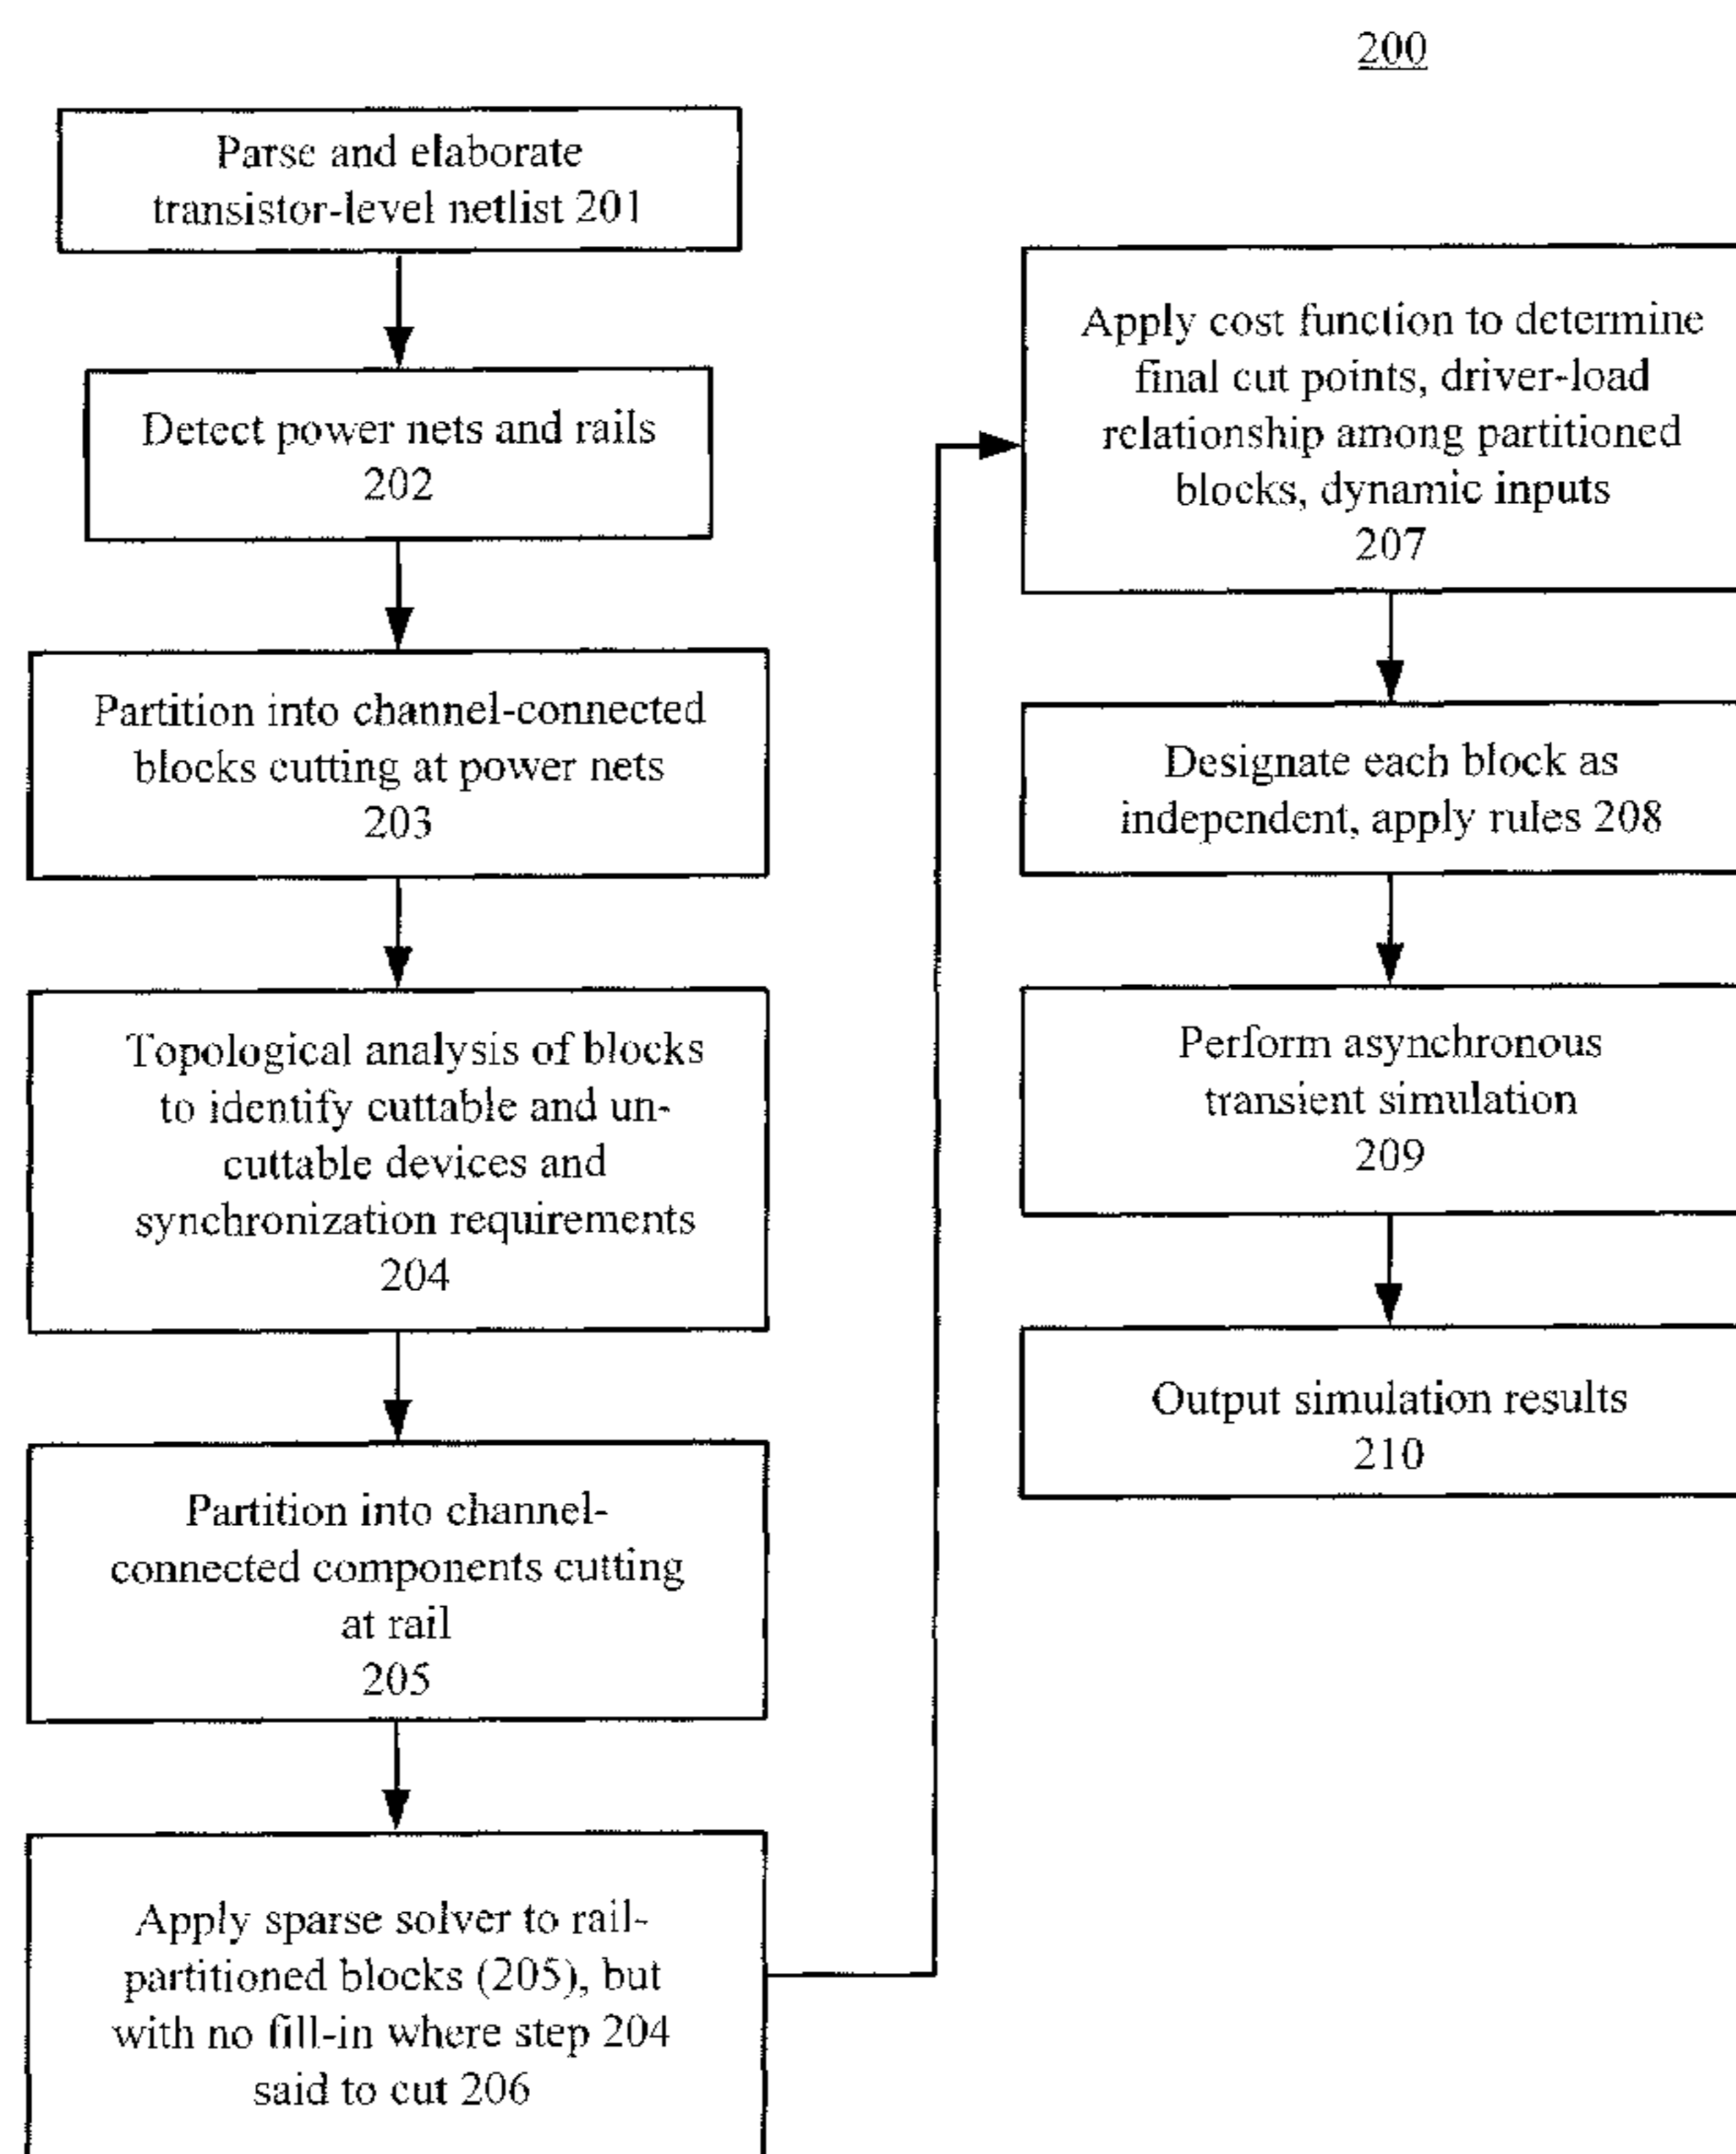 200
Parse and elaborate
transistor-level netlist 201
Detect power nets and rails
202
Partition into channel-connected
blocks cutting at power nets
203
Topological analysis of blocks
to identify cuttable and un-
cuttable devices and
synchronization requirements
204
Partition into channel-
connected components cutting
at rail
205
Apply sparse solver to rail-
partitioned blocks (205), but
with no fill-in where step 204
said to cut 206
Apply cost function to determine
final cut points, driver-load
relationship among partitioned
blocks, dynamic inputs
207
Designate each block as
independent, apply rules 208
Perform asynchronous
transient simulation
209
Output simulation results
210